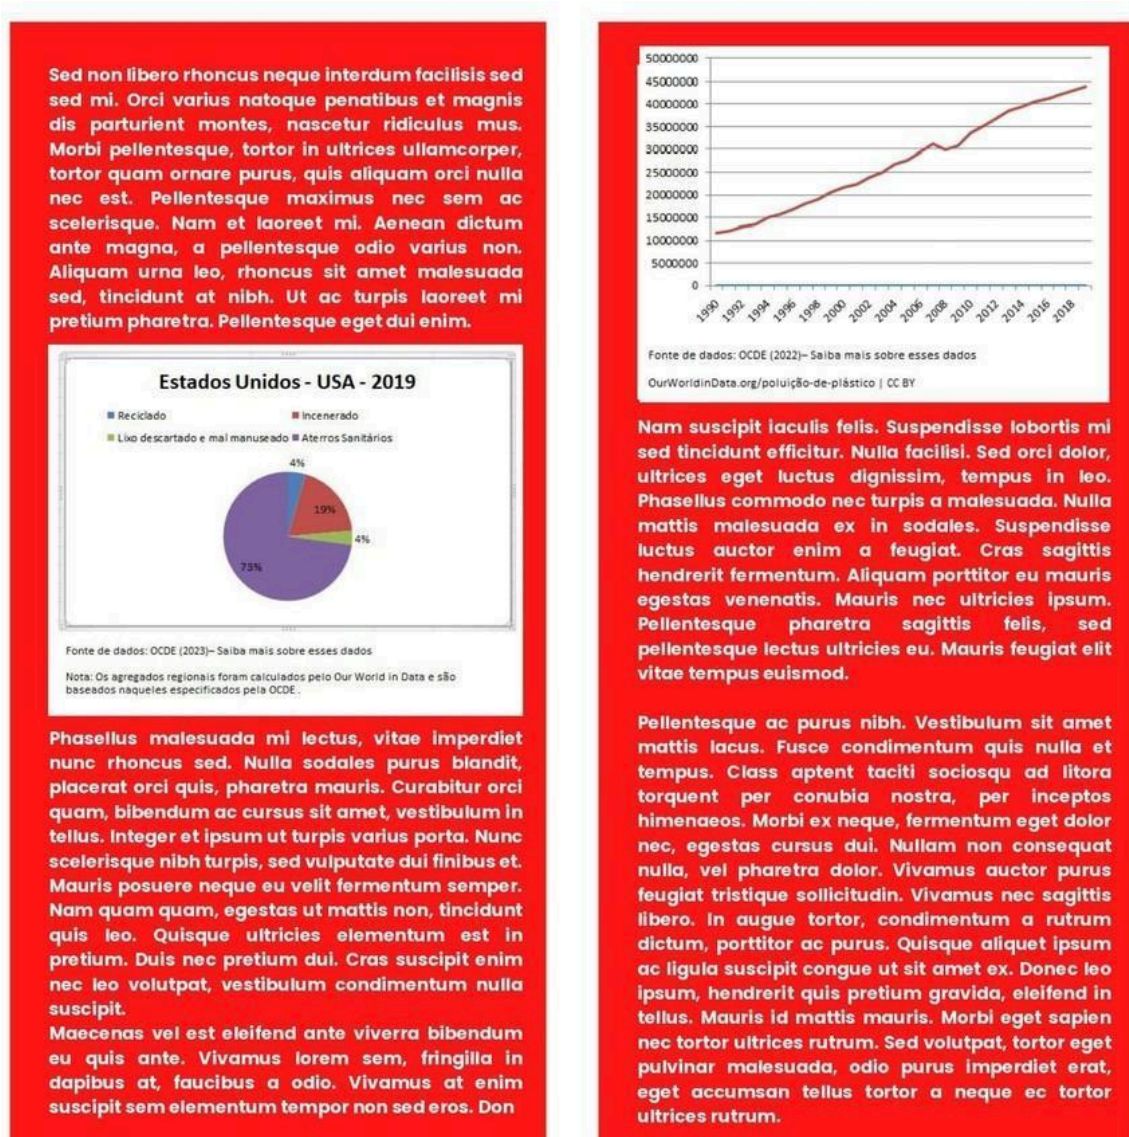 Sed non libero rhoncus neque interdum facilisis sed
sed mi. Orci varius natoque penatibus et magnis
dis parturient montes, nascetur ridiculus mus.
Morbi pellentesque, tortor in ultrices ullamcorper,
tortor quam ornare purus, quis aliquam orci nulla
nec est. Pellentesque maximus nec sem ac
scelerisque. Nam et laoreet mi. Aenean dictum
ante magna, a pellentesque odio varius non.
Aliquam urna leo, rhoncus sit amet malesuada
sed, tincidunt at nibh. Ut ac turpis laoreet mi
pretium pharetra. Pellentesque eget dui enim.
Estados Unidos - USA - 2019
Reciclado
Incenerado
Lixo descartado e mal manuseado
Aterros Sanitários
4%
19%
4%
73%
Fonte de dados: OCDE (2023)– Saiba mais sobre esses dados
Nota: Os agregados regionais foram calculados pelo Our World in Data e são
baseados naqueles especificados pela OCDE .
Phasellus malesuada mi lectus, vitae imperdiet
nunc rhoncus sed. Nulla sodales purus blandit,
placerat orci quis, pharetra mauris. Curabitur orci
quam, bibendum ac cursus sit amet, vestibulum in
tellus. Integer et ipsum ut turpis varius porta. Nunc
scelerisque nibh turpis, sed vulputate dui finibus et.
Mauris posuere neque eu velit fermentum semper.
Nam quam quam, egestas ut mattis non, tincidunt
quis leo. Quisque ultricies elementum est in
pretium. Duis nec pretium dui. Cras suscipit enim
nec leo volutpat, vestibulum condimentum nulla
suscipit.
Maecenas vel est eleifend ante viverra bibendum
eu quis ante. Vivamus lorem sem, fringilla in
dapibus at, faucibus a odio. Vivamus at enim
suscipit sem elementum tempor non sed eros. Don
50000000
45000000
40000000
35000000
30000000
25000000
20000000
15000000
10000000
5000000
0
1990 1992 1994 1996 1998 2000 2002 2004 2006 2008 2010 2012 2014 2016 2018
Fonte de dados: OCDE (2022)– Saiba mais sobre esses dados
OurWorldinData.org/poluição-de-plástico | CC BY
Nam suscipit iaculis felis. Suspendisse lobortis mi
sed tincidunt efficitur. Nulla facilisi. Sed orci dolor,
ultrices eget luctus dignissim, tempus in leo.
Phasellus commodo nec turpis a malesuada. Nulla
mattis malesuada ex in sodales. Suspendisse
luctus auctor enim a feugiat. Cras sagittis
hendrerit fermentum. Aliquam porttitor eu mauris
egestas venenatis. Mauris nec ultricies ipsum.
Pellentesque pharetra sagittis felis, sed
pellentesque lectus ultricies eu. Mauris feugiat elit
vitae tempus euismod.
Pellentesque ac purus nibh. Vestibulum sit amet
mattis lacus. Fusce condimentum quis nulla et
tempus. Class aptent taciti sociosqu ad litora
torquent per conubia nostra, per inceptos
himenaeos. Morbi ex neque, fermentum eget dolor
nec, egestas cursus dui. Nullam non consequat
nulla, vel pharetra dolor. Vivamus auctor purus
feugiat tristique sollicitudin. Vivamus nec sagittis
libero. In augue tortor, condimentum a rutrum
dictum, porttitor ac purus. Quisque aliquet ipsum
ac ligula suscipit congue ut sit amet ex. Donec leo
ipsum, hendrerit quis pretium gravida, eleifend in
tellus. Mauris id mattis mauris. Morbi eget sapien
nec tortor ultrices rutrum. Sed volutpat, tortor eget
pulvinar malesuada, odio purus imperdiet erat,
eget accumsan tellus tortor a neque ec tortor
ultrices rutrum.